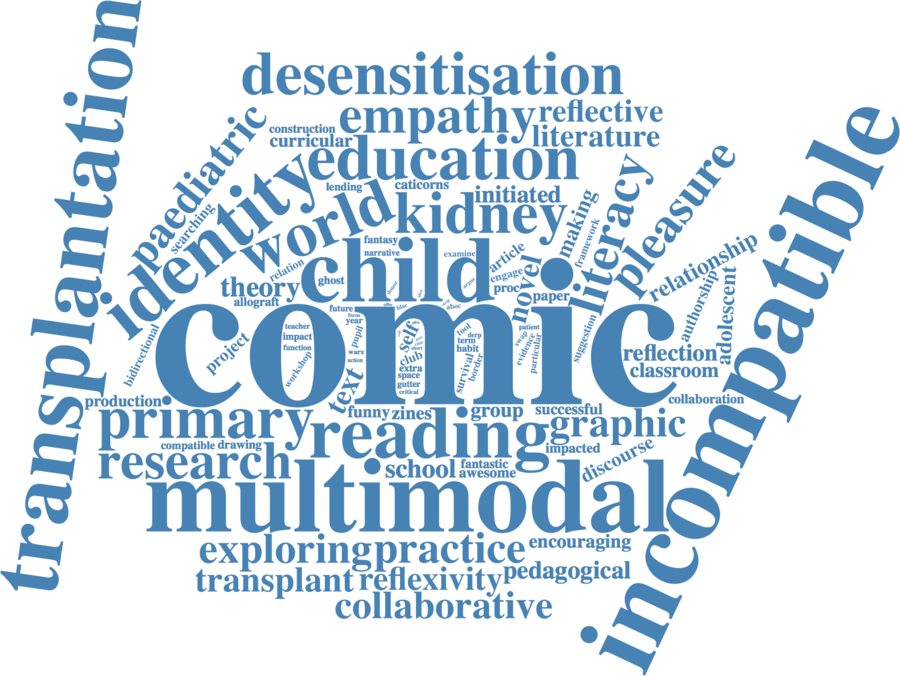 transplantation
desensitisation
empathy
reflective
literature
construction
curricular
education
paediatric
searching
identity
world
lending
caticorns
initiated
kidney
making
framework
literacy
pleasure
incompatible
child
fantasy
narrative
examine
article
engage
proc
novel
paper
relation
ghost
theory
allograft
relationship
authorship
adolescent
comic
future
year
teacher
impact
function
workshop
pupil
warz
action
self
club
extra
space
gutter
critical
tool
derp
term
habit
survival
border
patient
swap
evidence
particular
suggestion
bidirectional
project
text
reflection
classroom
collaboration
production
primary
funny
zines
group
successful
graphic
reading
compatible
drawing
impacted
discourse
research
school
fantastic
awesome
multimodal
exploring
practice
encouraging
transplant
reflexivity
pedagogical
collaborative